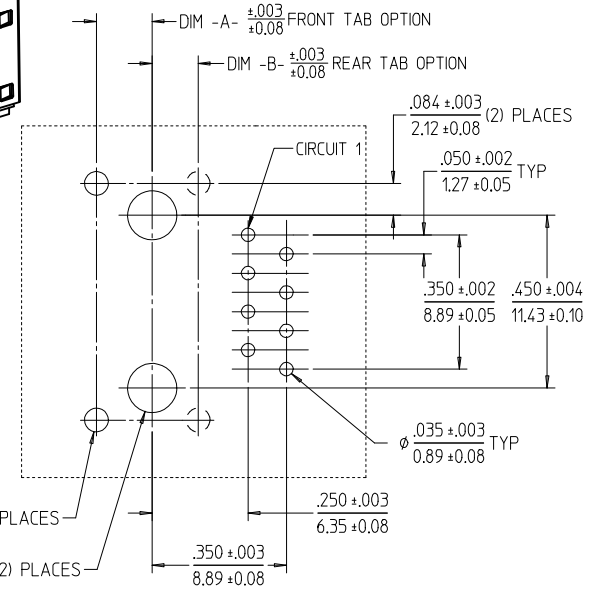 DIM -A- ±.003 FRONT TAB OPTION
±0.08
DIM -B- ±.003 REAR TAB OPTION
±0.08
.084 ±.003 (2) PLACES
2.12 ±0.08
CIRCUIT 1
.050 ±.002 TYP
1.27 ±0.05
.350 ±.002
8.89 ±0.05
.450 ±.004
11.43 ±0.10
⌀ .035 ±.003 TYP
0.89 ±0.08
PLACES
.250 ±.003
6.35 ±0.08
2) PLACES
.350 ±.003
8.89 ±0.08